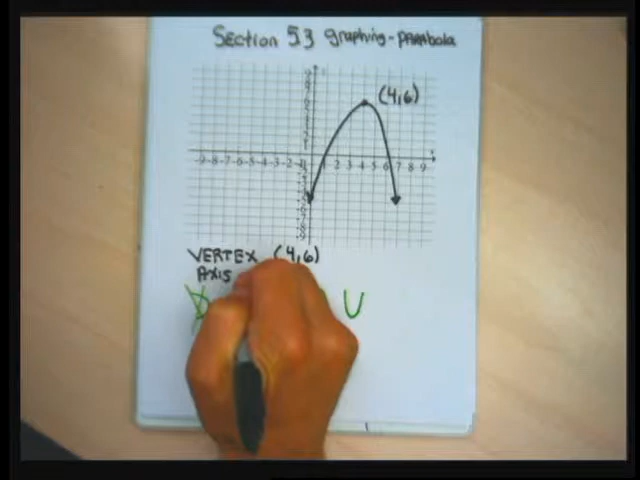 Section 5.3 graphing - parabola
(4,6)
-9 -8 -7 -6 -5 -4 -3 -2 -1 1 2 3 4 5 6 7 8 9
VERTEX (4,6)
AXIS
U